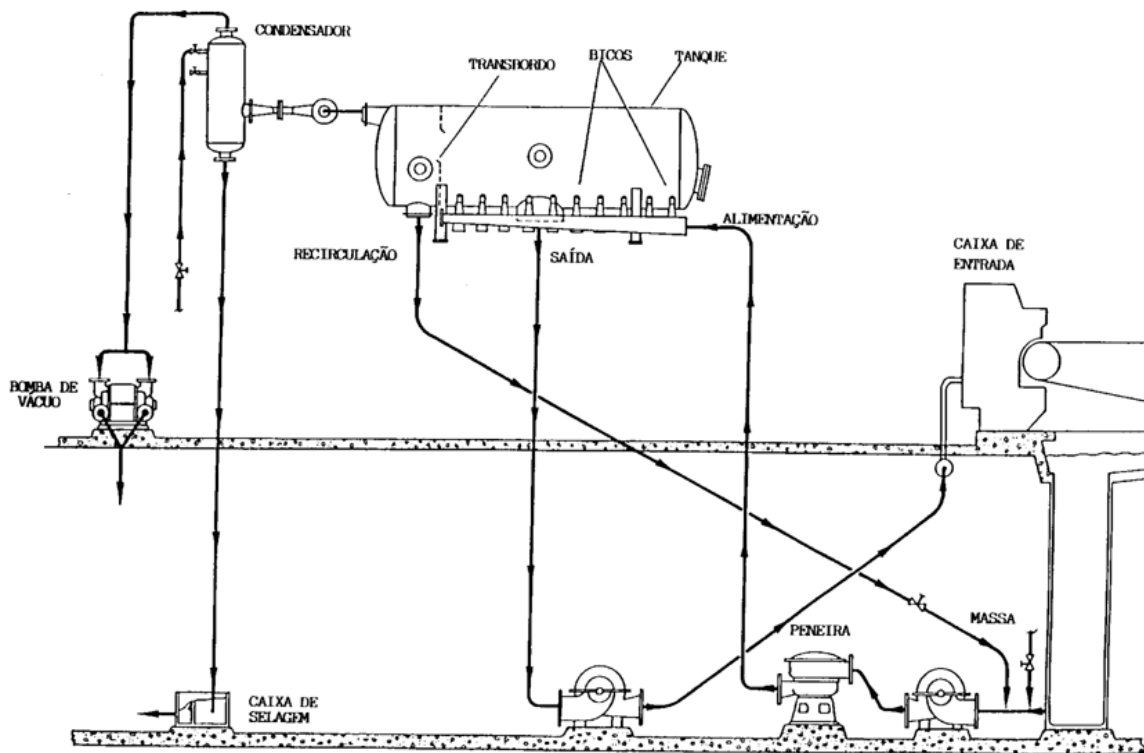 CONDENSADOR
TRANSBORDO
BICOS
TANQUE
ALIMENTAÇÃO
RECIRCULAÇÃO
SAÍDA
CAIXA DE
ENTRADA
BOMBA DE
VÁCUO
MASSA
PENEIRA
CAIXA DE
SELAGEM